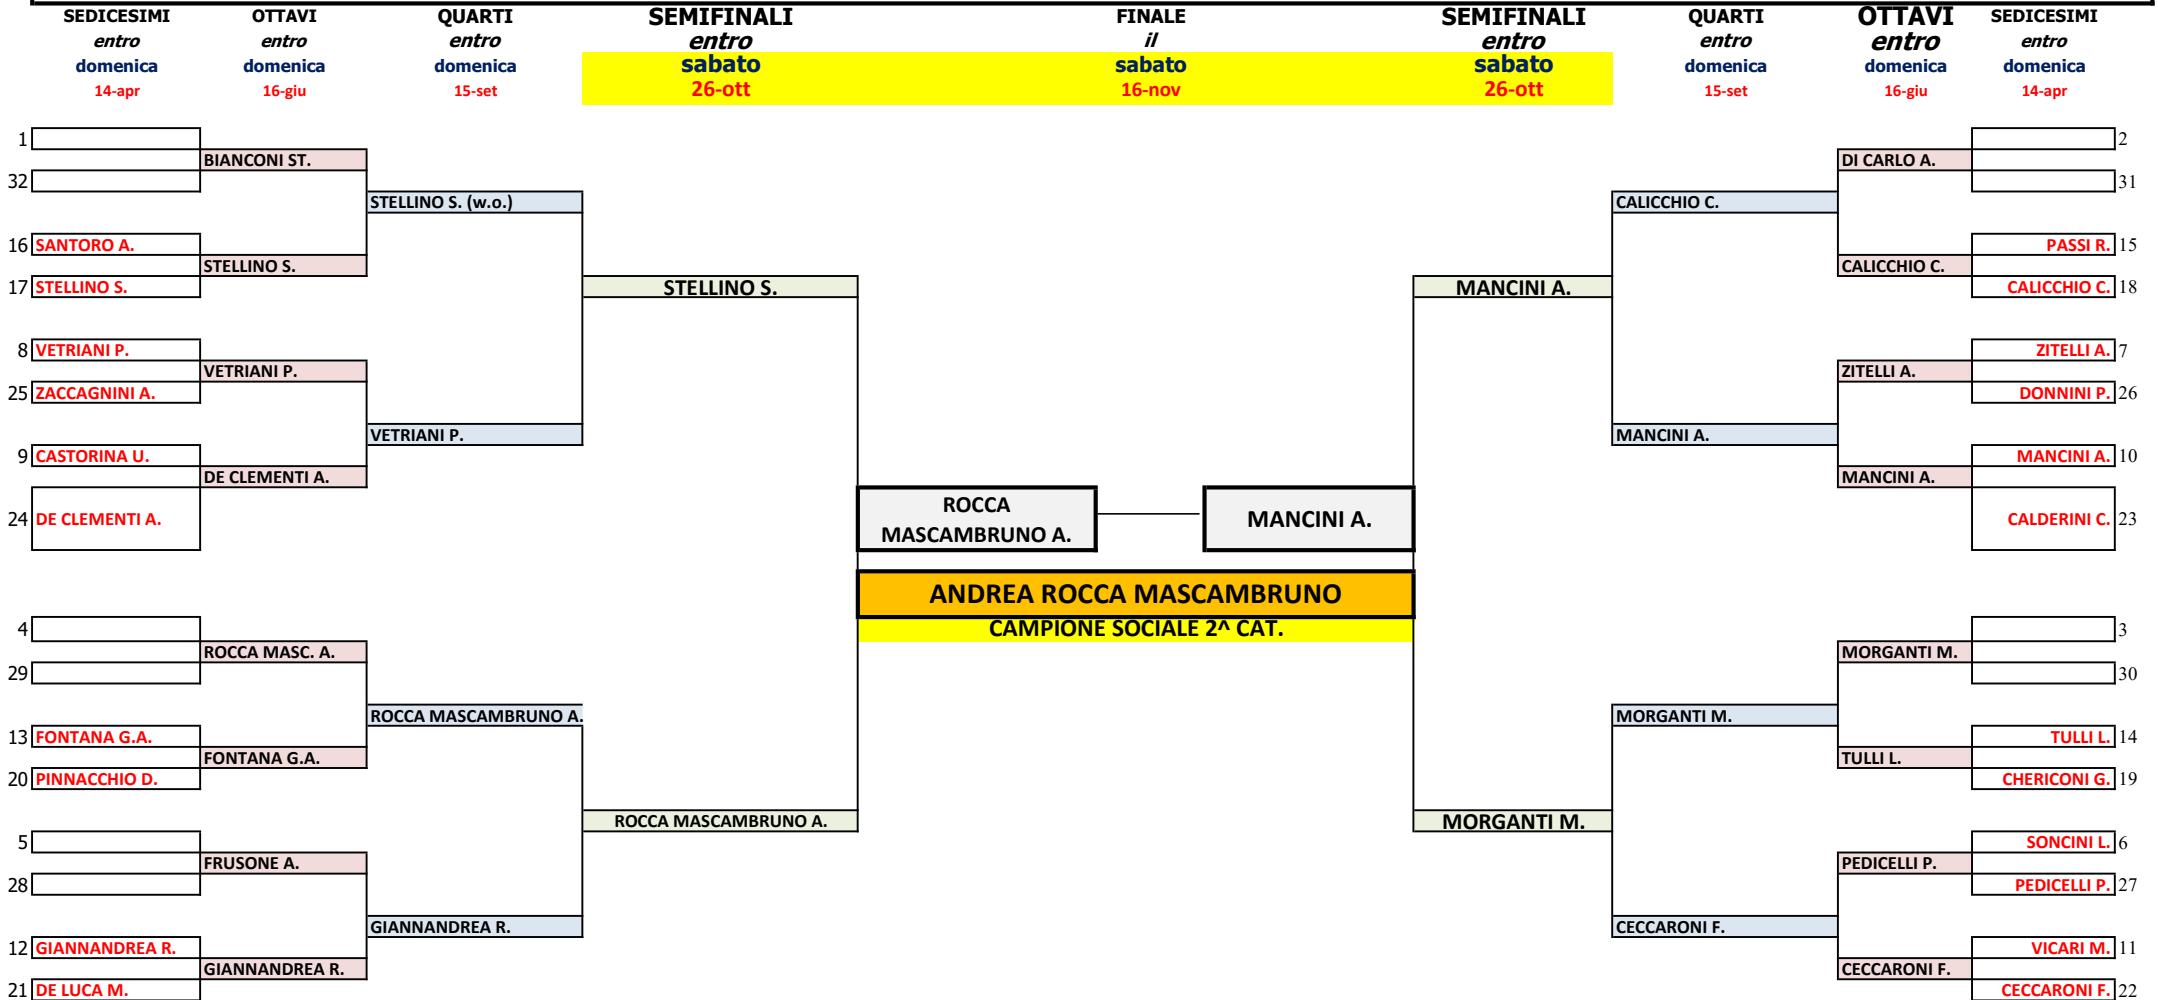 SEDICESIMI OTTAVI QUARTI SEMIFINALI FINALE SEMIFINALI QUARTI OTTAVI SEDICESIMI
entro entro entro entro il entro entro entro entro
domenica domenica domenica sabato sabato sabato domenica domenica domenica
14-apr 16-giu 15-set 26-ott 16-nov 26-ott 15-set 16-giu 14-apr
1 2
BIANCONI ST. DI CARLO A.
32 31
STELLINO S. (w.o.) CALICCHIO C.
16 SANTORO A. PASSI R. 15
STELLINO S. CALICCHIO C.
17 STELLINO S. STELLINO S. MANCINI A. CALICCHIO C. 18
8 VETRIANI P. ZITELLI A. 7
VETRIANI P. ZITELLI A.
25 ZACCAGNINI A. DONNINI P. 26
VETRIANI P. MANCINI A.
9 CASTORINA U. MANCINI A. 10
DE CLEMENTI A. MANCINI A.
ROCCA
24 DE CLEMENTI A. MANCINI A. CALDERINI C. 23
MASCAMBRUNO A.
ANDREA ROCCA MASCAMBRUNO
4 CAMPIONE SOCIALE 2^ CAT. 3
ROCCA MASC. A. MORGANTI M.
29 30
ROCCA MASCAMBRUNO A. MORGANTI M.
13 FONTANA G.A. TULLI L. 14
FONTANA G.A. TULLI L.
20 PINNACCHIO D. CHERICONI G. 19
ROCCA MASCAMBRUNO A. MORGANTI M.
5 SONCINI L. 6
FRUSONE A. PEDICELLI P.
28 PEDICELLI P. 27
GIANNANDREA R. CECCARONI F.
12 GIANNANDREA R. VICARI M. 11
GIANNANDREA R. CECCARONI F.
21 DE LUCA M. CECCARONI F. 22